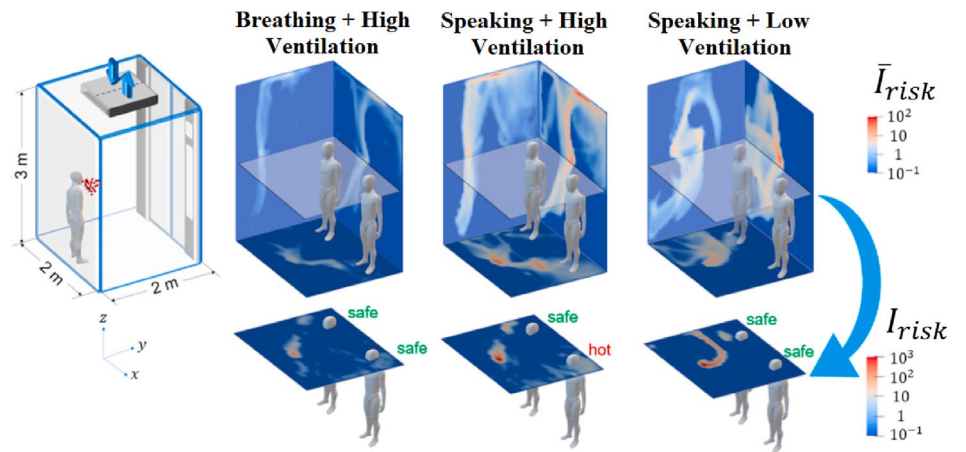 Breathing + High
Ventilation
Speaking + High
Ventilation
Speaking + Low
Ventilation
3 m
2 m
2 m
z
y
x
Ī_risk
10²
10
1
10⁻¹
safe
safe
safe
hot
safe
safe
I_risk
10³
10²
10
1
10⁻¹